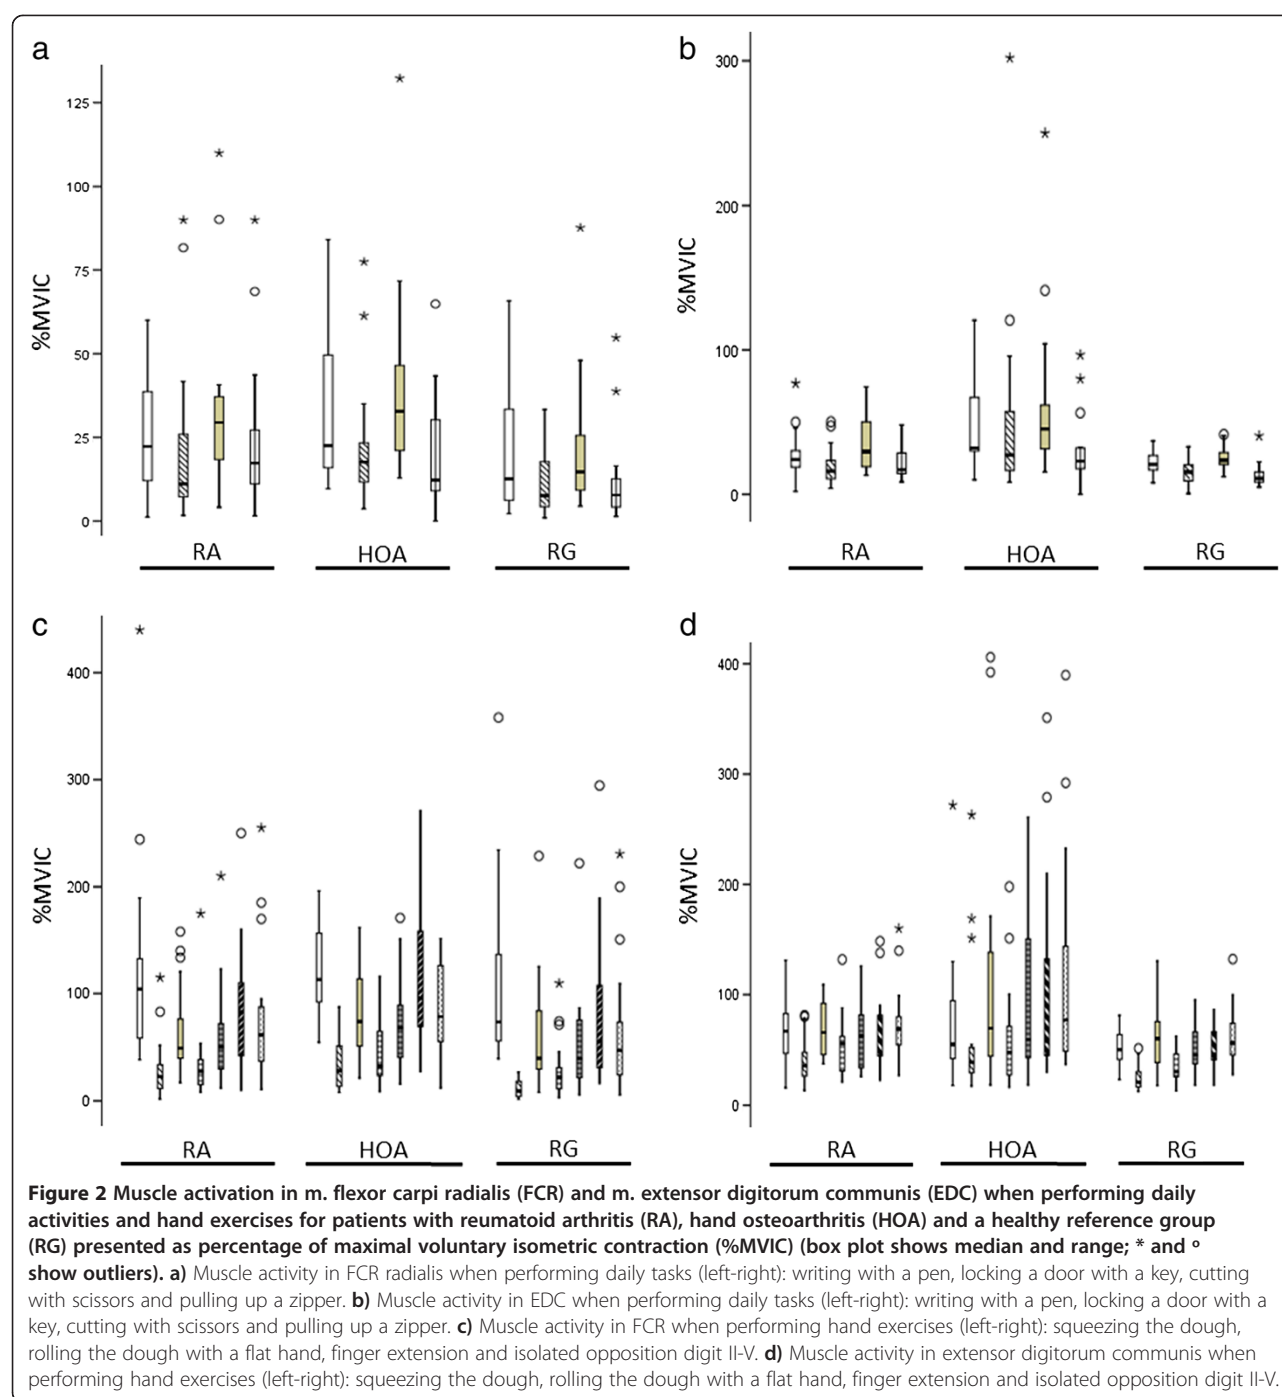 a
125
100
75
50
25
0
%MVIC
RA
HOA
RG
b
300
200
100
0
%MVIC
RA
HOA
RG
c
400
300
200
100
0
%MVIC
RA
HOA
RG
d
400
300
200
100
0
%MVIC
RA
HOA
RG
Figure 2 Muscle activation in m. flexor carpi radialis (FCR) and m. extensor digitorum communis (EDC) when performing daily
activities and hand exercises for patients with reumatoid arthritis (RA), hand osteoarthritis (HOA) and a healthy reference group
(RG) presented as percentage of maximal voluntary isometric contraction (%MVIC) (box plot shows median and range; * and º
show outliers). a) Muscle activity in FCR radialis when performing daily tasks (left-right): writing with a pen, locking a door with a key, cutting
with scissors and pulling up a zipper. b) Muscle activity in EDC when performing daily tasks (left-right): writing with a pen, locking a door with a
key, cutting with scissors and pulling up a zipper. c) Muscle activity in FCR when performing hand exercises (left-right): squeezing the dough,
rolling the dough with a flat hand, finger extension and isolated opposition digit II-V. d) Muscle activity in extensor digitorum communis when
performing hand exercises (left-right): squeezing the dough, rolling the dough with a flat hand, finger extension and isolated opposition digit II-V.